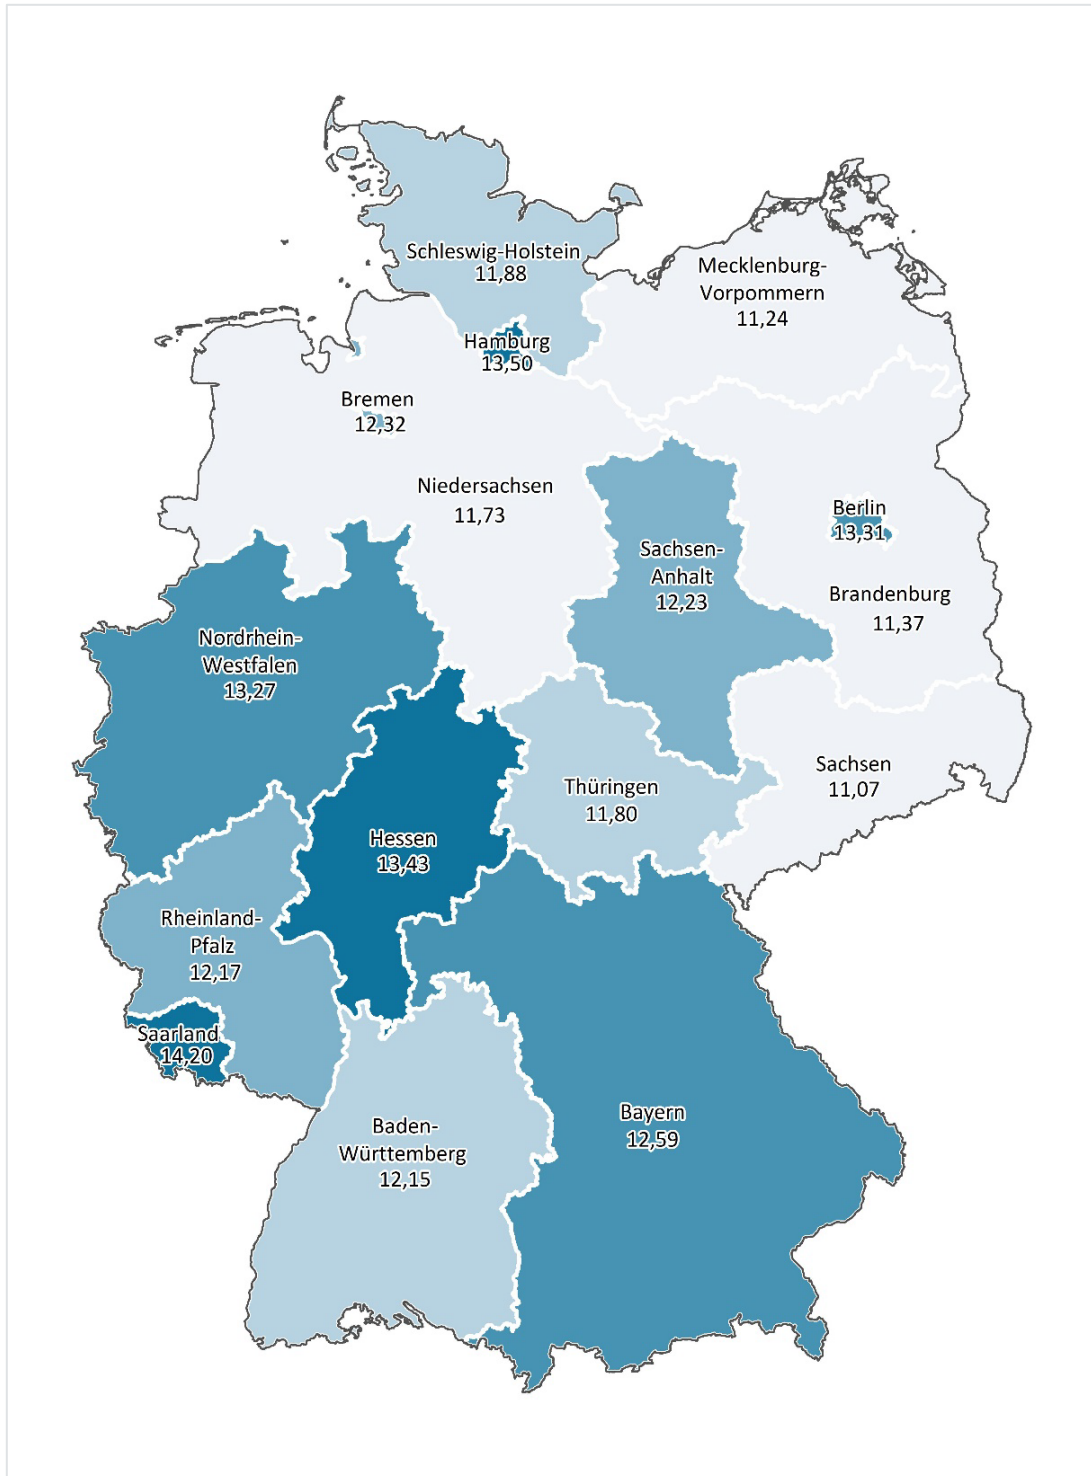 Schleswig-Holstein
11,88
Mecklenburg-
Vorpommern
11,24
Hamburg
13,50
Bremen
12,32
Niedersachsen
11,73
Berlin
13,31
Sachsen-
Anhalt
12,23
Brandenburg
11,37
Nordrhein-
Westfalen
13,27
Sachsen
11,07
Thüringen
11,80
Hessen
13,43
Rheinland-
Pfalz
12,17
Saarland
14,20
Bayern
12,59
Baden-
Württemberg
12,15